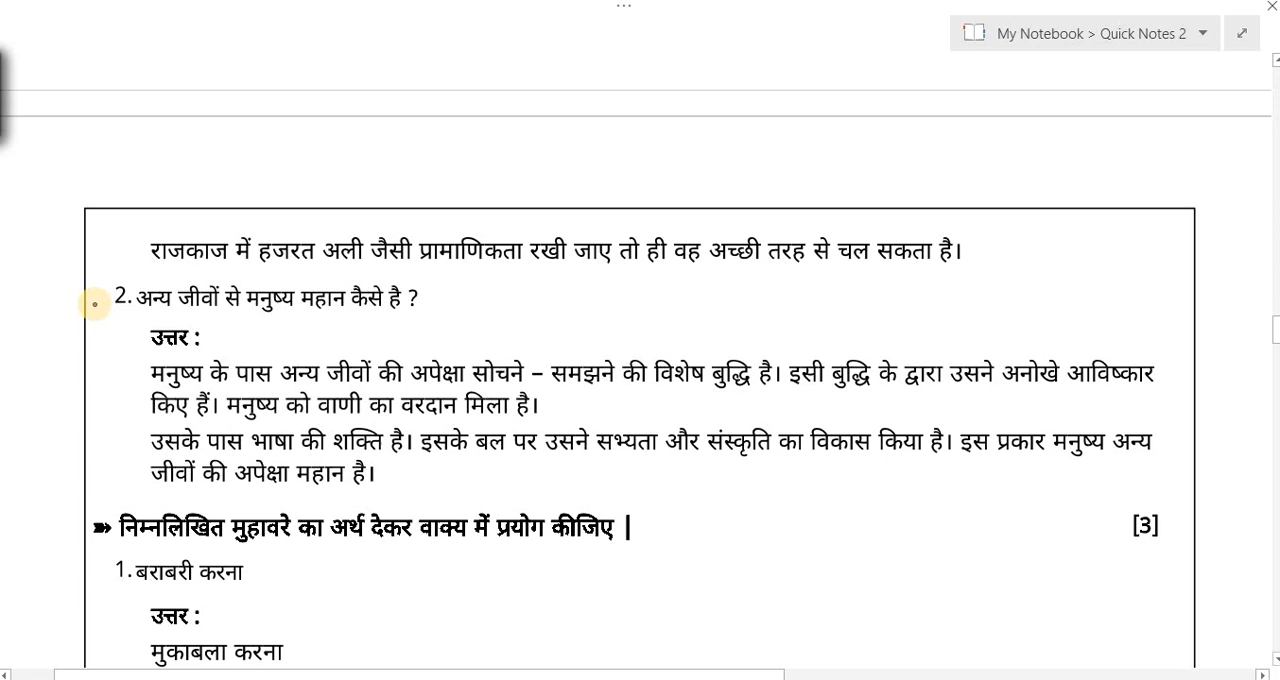 ...
My Notebook > Quick Notes 2
राजकाज में हजरत अली जैसी प्रामाणिकता रखी जाए तो ही वह अच्छी तरह से चल सकता है।
2. अन्य जीवों से मनुष्य महान कैसे है ?
उत्तर :
मनुष्य के पास अन्य जीवों की अपेक्षा सोचने – समझने की विशेष बुद्धि है। इसी बुद्धि के द्वारा उसने अनोखे आविष्कार
किए हैं। मनुष्य को वाणी का वरदान मिला है।
उसके पास भाषा की शक्ति है। इसके बल पर उसने सभ्यता और संस्कृति का विकास किया है। इस प्रकार मनुष्य अन्य
जीवों की अपेक्षा महान है।
➽ निम्नलिखित मुहावरे का अर्थ देकर वाक्य में प्रयोग कीजिए | [3]
1. बराबरी करना
उत्तर :
मुकाबला करना